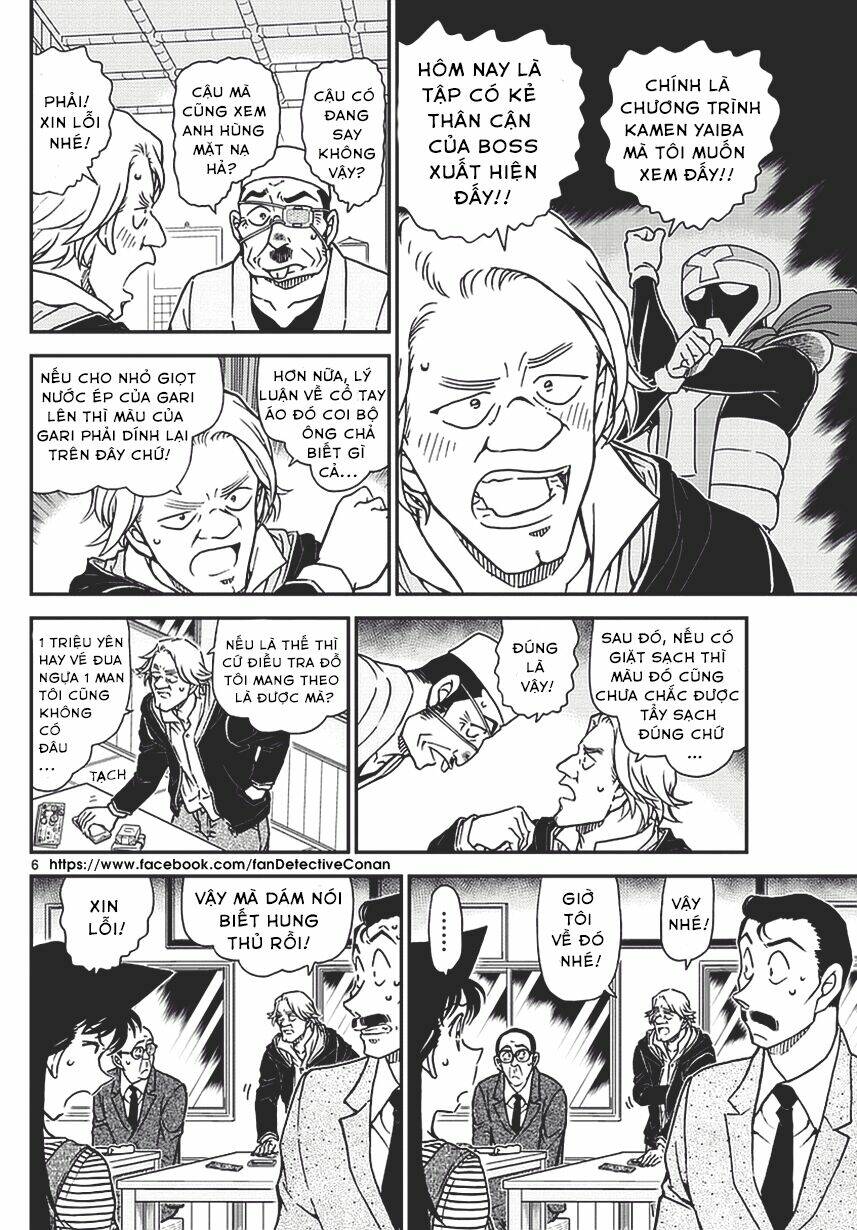 PHẢI!
XIN LỖI
NHÉ!
CẬU MÀ
CŨNG XEM
ANH HÙNG
MẶT NẠ
HẢ?
CẬU CÓ
ĐANG
SAY
KHÔNG
VẬY?
HÔM NAY LÀ
TẬP CÓ KẺ
THÂN CẬN
CỦA BOSS
XUẤT HIỆN
ĐẤY!!
CHÍNH LÀ
CHƯƠNG TRÌNH
KAMEN YAIBA
MÀ TÔI MUỐN
XEM ĐẤY!!
NẾU CHO NHỎ GIỌT
NƯỚC ÉP CỦA GARI
LÊN THÌ MÀU CỦA
GARI PHẢI DÍNH LẠI
TRÊN ĐÂY CHỨ!
HƠN NỮA, LÝ
LUẬN VỀ CỔ TAY
ÁO ĐÓ COI BỘ
ÔNG CHẢ
BIẾT GÌ
CẢ...
1 TRIỆU YÊN
HAY VÉ ĐUA
NGỰA 1 MAN
TÔI CŨNG
KHÔNG
CÓ
ĐÂU
...
TẠCH
NẾU LÀ THẾ THÌ
CỨ ĐIỀU TRA ĐỒ
TÔI MANG THEO
LÀ ĐƯỢC MÀ?
ĐÚNG
LÀ
VẬY!
SAU ĐÓ, NẾU CÓ
GIẶT SẠCH THÌ
MÀU ĐÓ CŨNG
CHƯA CHẮC ĐƯỢC
TẨY SẠCH
ĐÚNG CHỨ
...
6 https://www.facebook.com/fanDetectiveConan
XIN
LỖI!
VẬY MÀ DÁM NÓI
BIẾT HUNG
THỦ RỒI!
......
GIỜ
TÔI
VỀ ĐÓ
NHÉ!
VẬY
NHÉ!